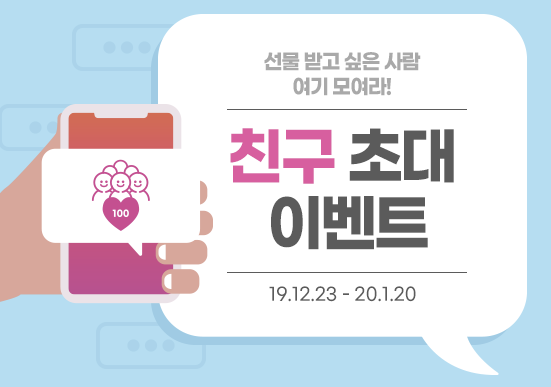 선물 받고 싶은 사람
여기 모여라!
친구 초대
이벤트
19.12.23 - 20.1.20
100